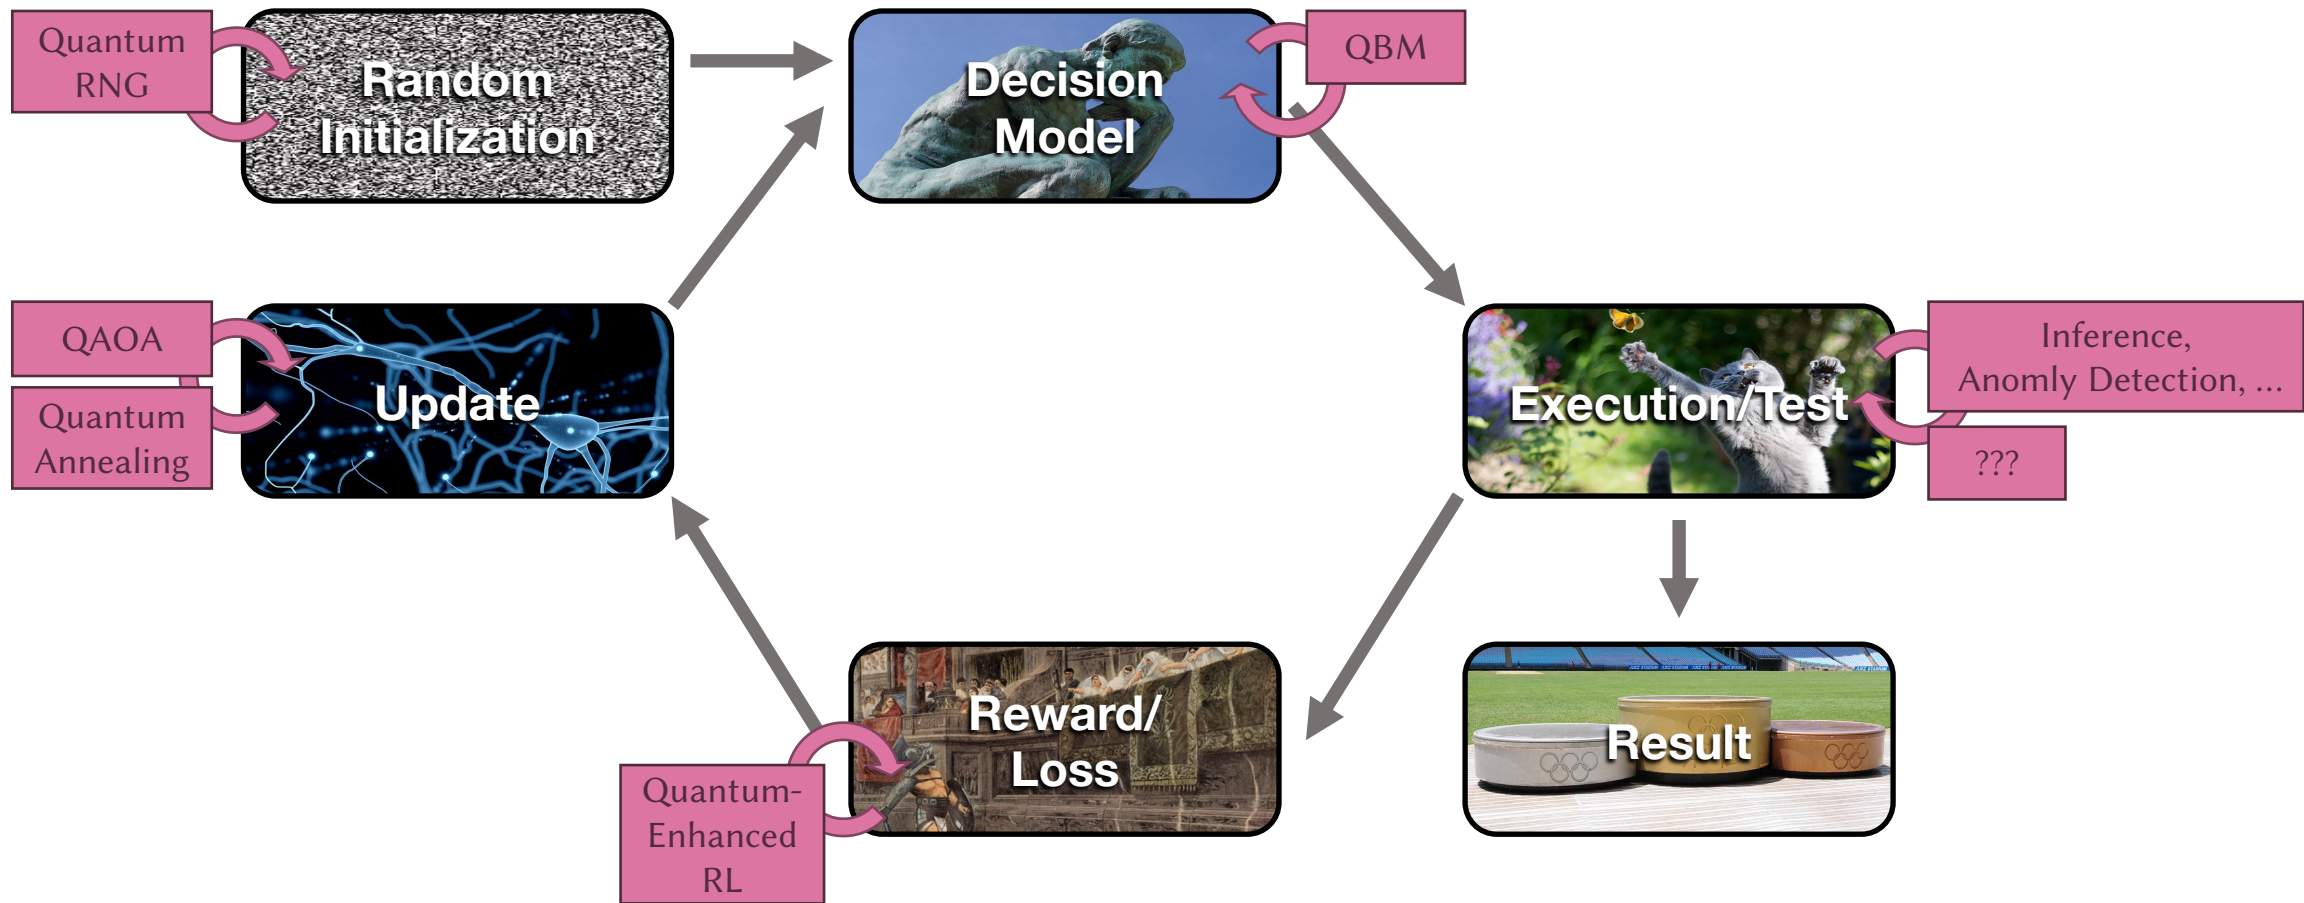 Quantum
RNG
Random
Initialization
Decision
Model
QBM
QAOA
Quantum
Annealing
Update
Execution/Test
Inference,
Anomly Detection, ...
???
Quantum-
Enhanced
RL
Reward/
Loss
Result